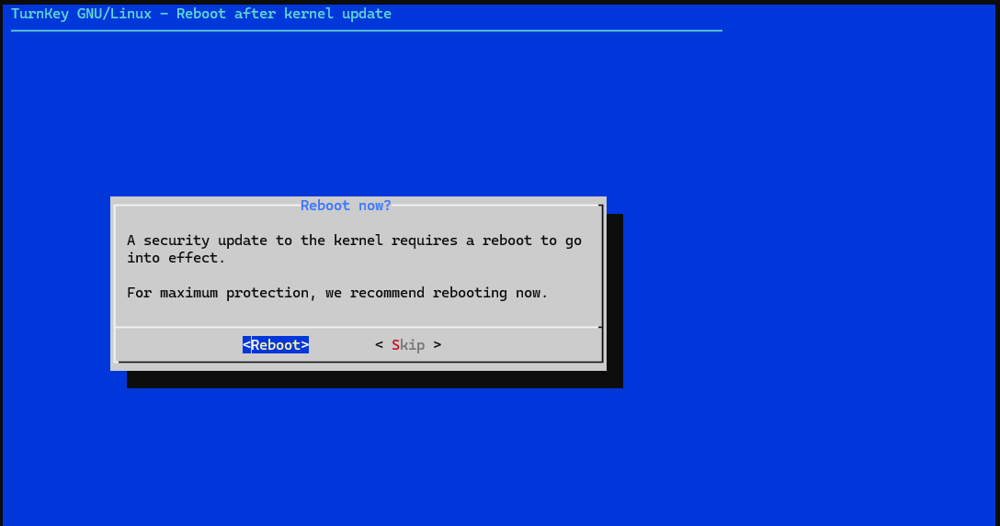 TurnKey GNU/Linux - Reboot after kernel update
Reboot now?
A security update to the kernel requires a reboot to go
into effect.
For maximum protection, we recommend rebooting now.
<Reboot> < Skip >